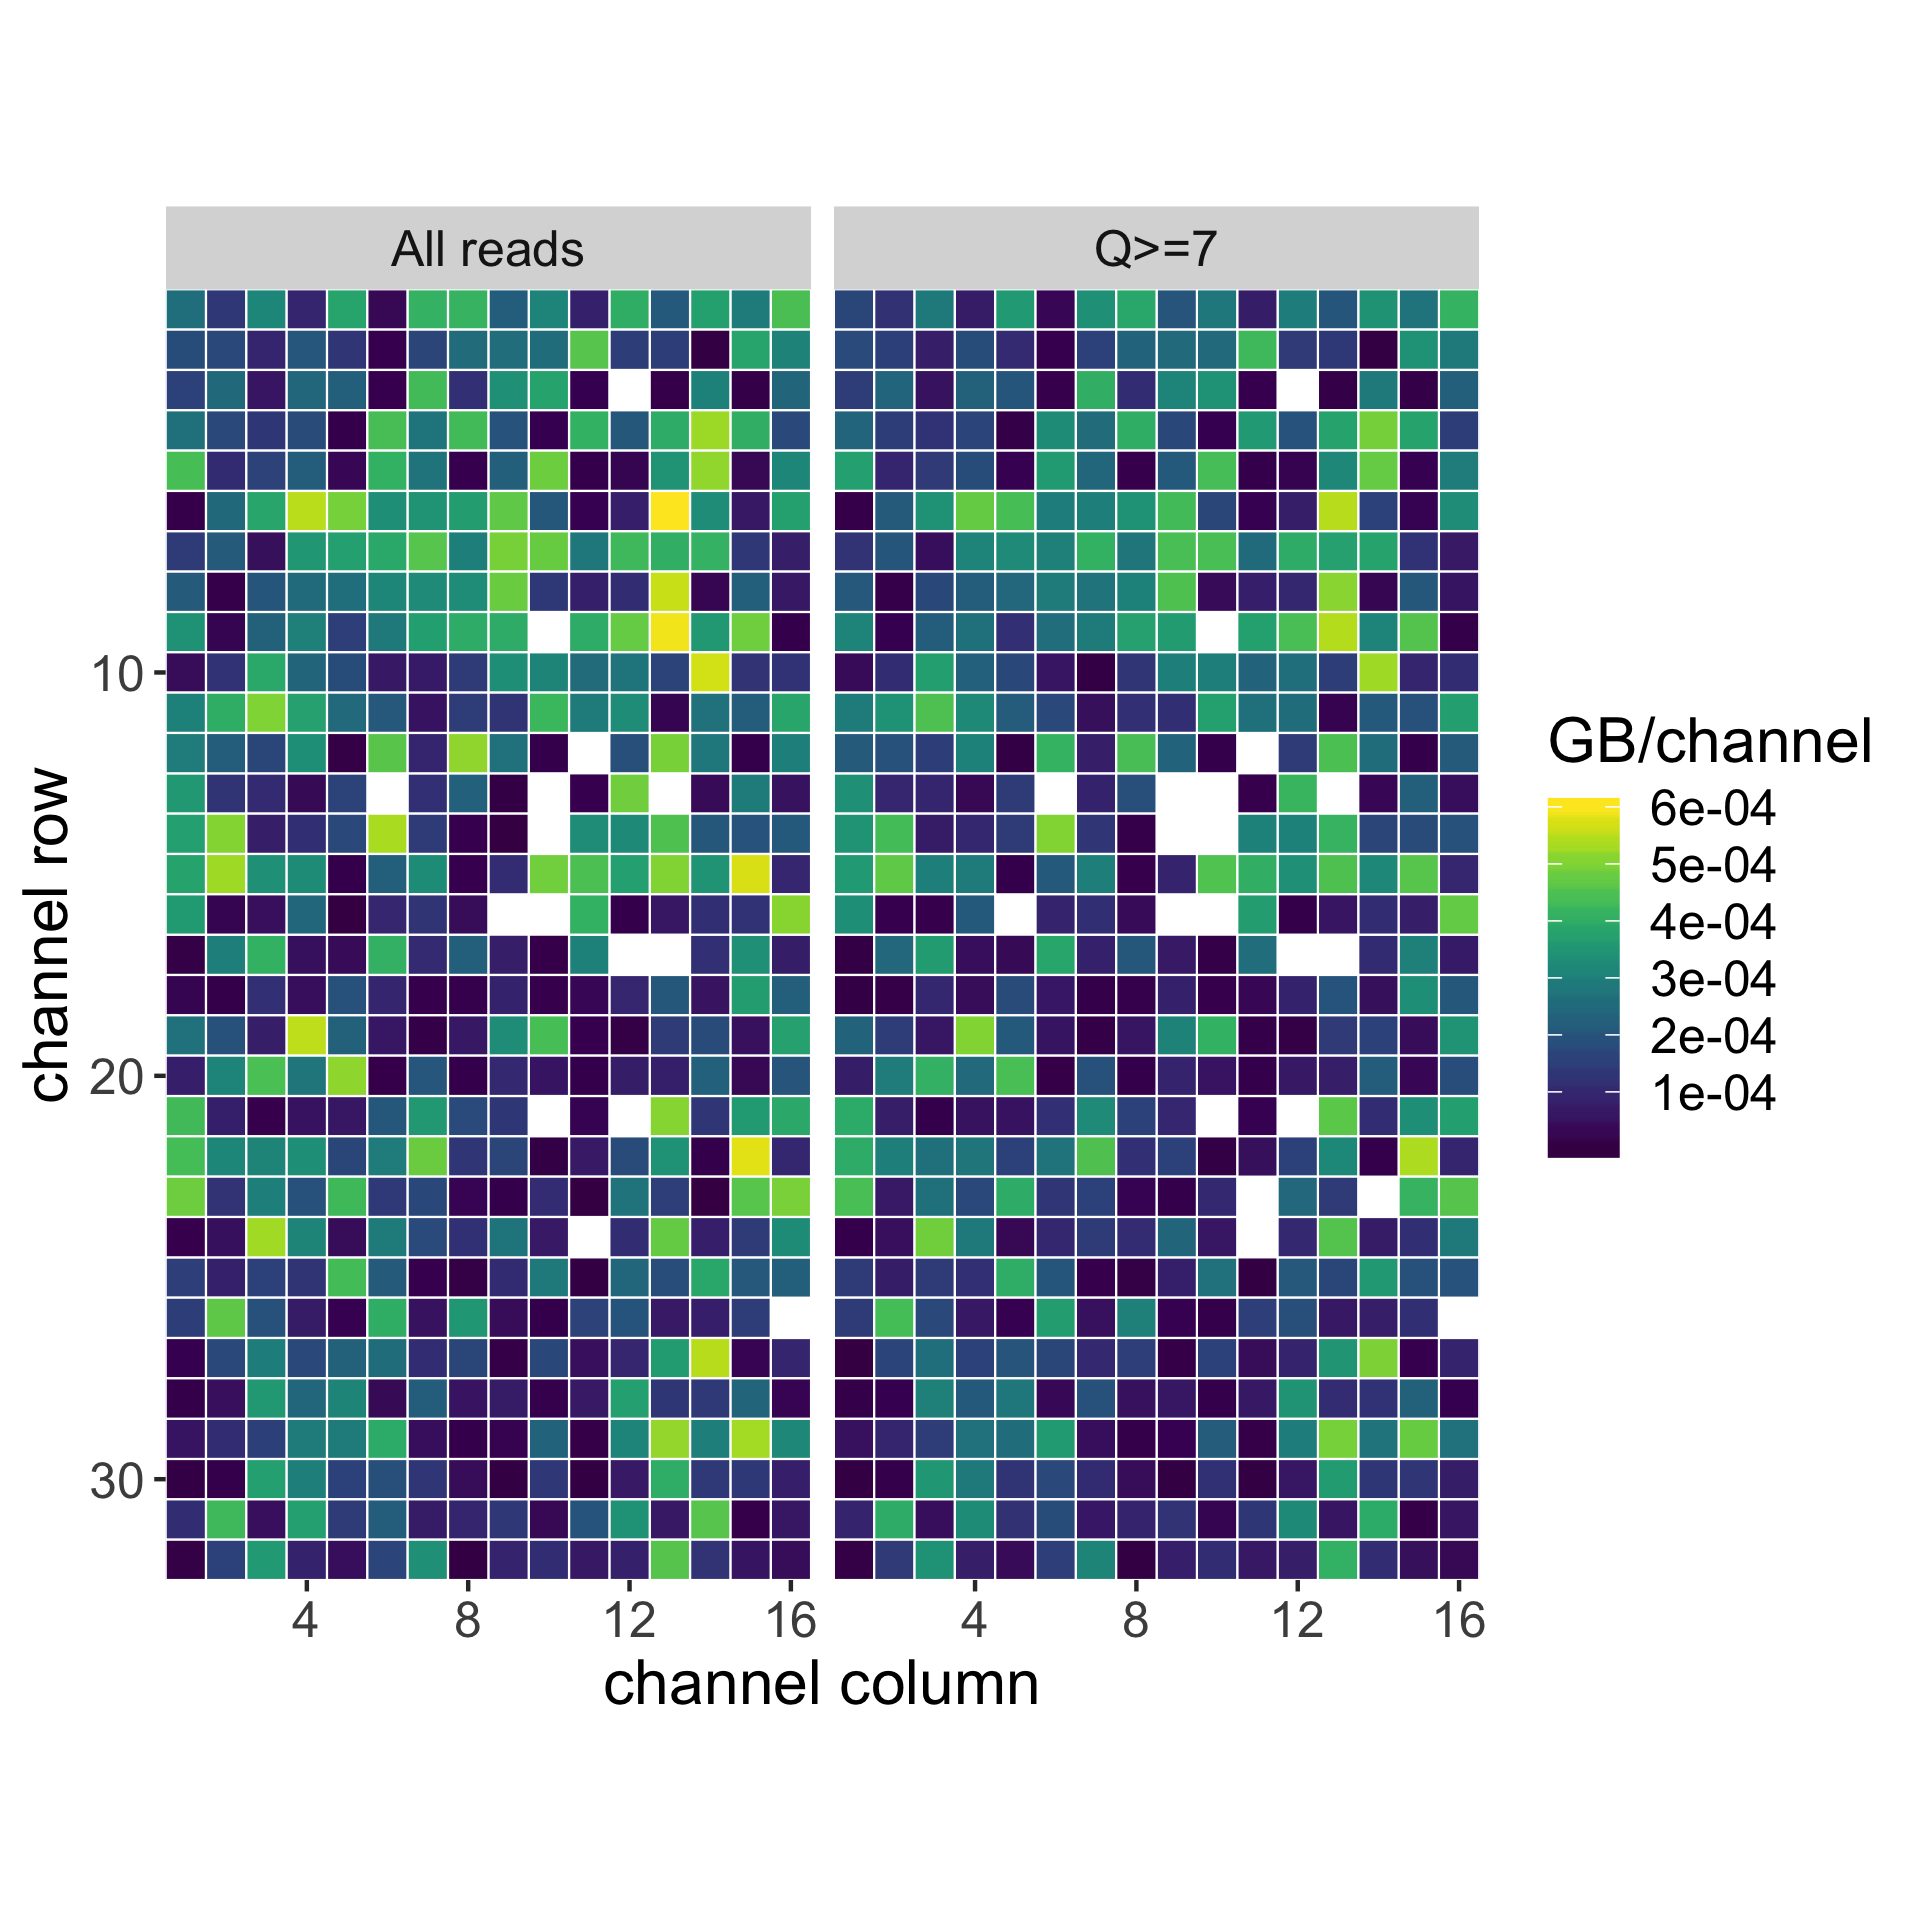 All reads
Q>=7
10
20
30
channel row
4
8
12
16
4
8
12
16
channel column
GB/channel
6e-04
5e-04
4e-04
3e-04
2e-04
1e-04